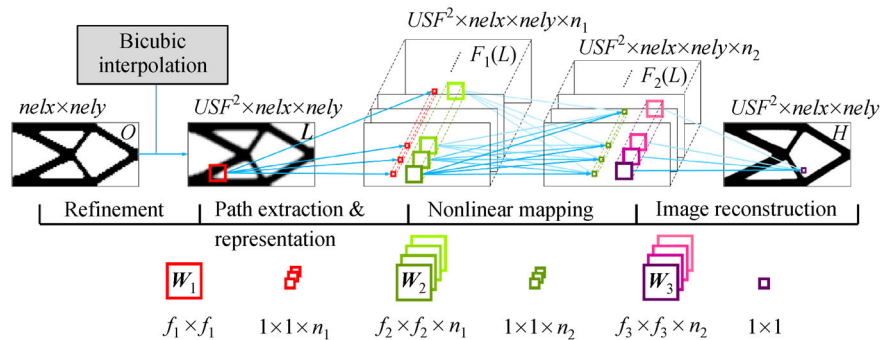 USF²×nelx×nely×n₁
Bicubic
interpolation
F₁(L)
USF²×nelx×nely×n₂
F₂(L)
nelx×nely
USF²×nelx×nely
USF²×nelx×nely
O
L
H
Refinement
Path extraction &
representation
Nonlinear mapping
Image reconstruction
W₁
W₂
W₃
f₁×f₁
1×1×n₁
f₂×f₂×n₁
1×1×n₂
f₃×f₃×n₂
1×1